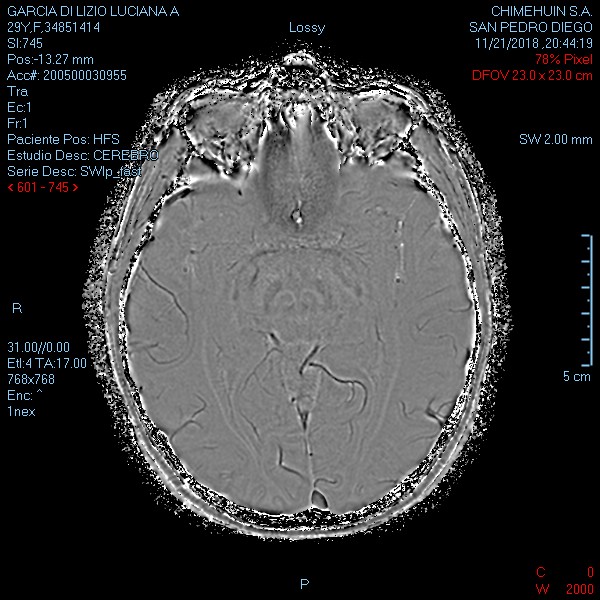 GARCIA DI LIZIO LUCIANA A
29Y,F,34851414
SI:745
Pos:-13.27 mm
Acc#: 200500030955
Tra
Ec:1
Fr:1
Paciente Pos: HFS
Estudio Desc: CEREBRO
Serie Desc: SWIp_fast
< 601 - 745 >
Lossy
CHIMEHUIN S.A.
SAN PEDRO DIEGO
11/21/2018 ,20:44:19
78% Pixel
DFOV 23.0 x 23.0 cm
SW 2.00 mm
R
5 cm
31.00//0.00
Etl:4 TA:17.00
768x768
Enc: ^
1nex
P
C 0
W 2000